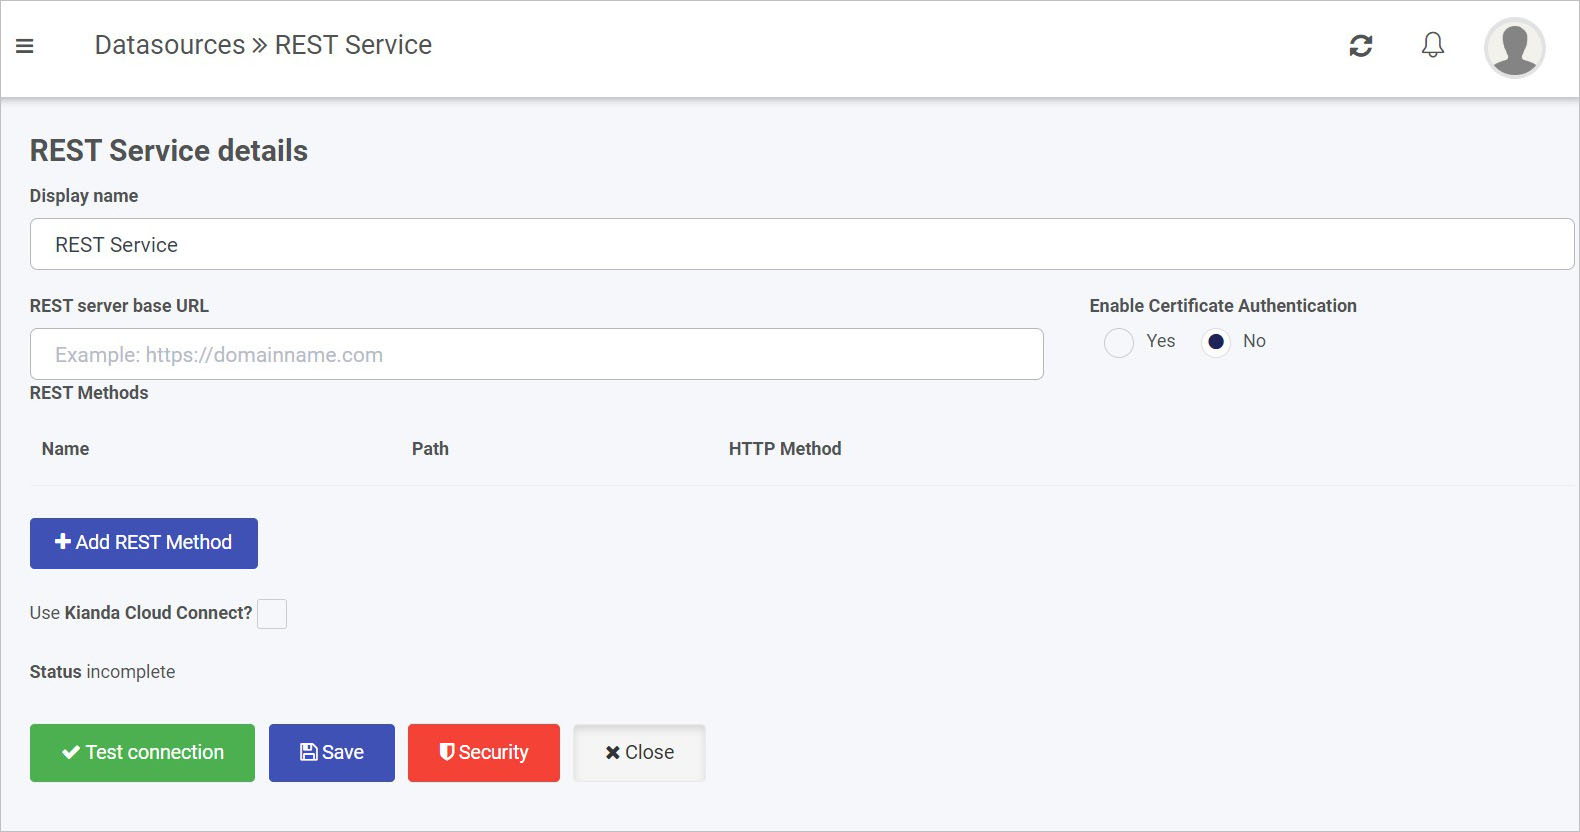 Datasources » REST Service
REST Service details
Display name
REST Service
REST server base URL
Enable Certificate Authentication
Example: https://domainname.com
Yes
No
REST Methods
Name
Path
HTTP Method
Add REST Method
Use Kianda Cloud Connect?
Status incomplete
Test connection
Save
Security
Close